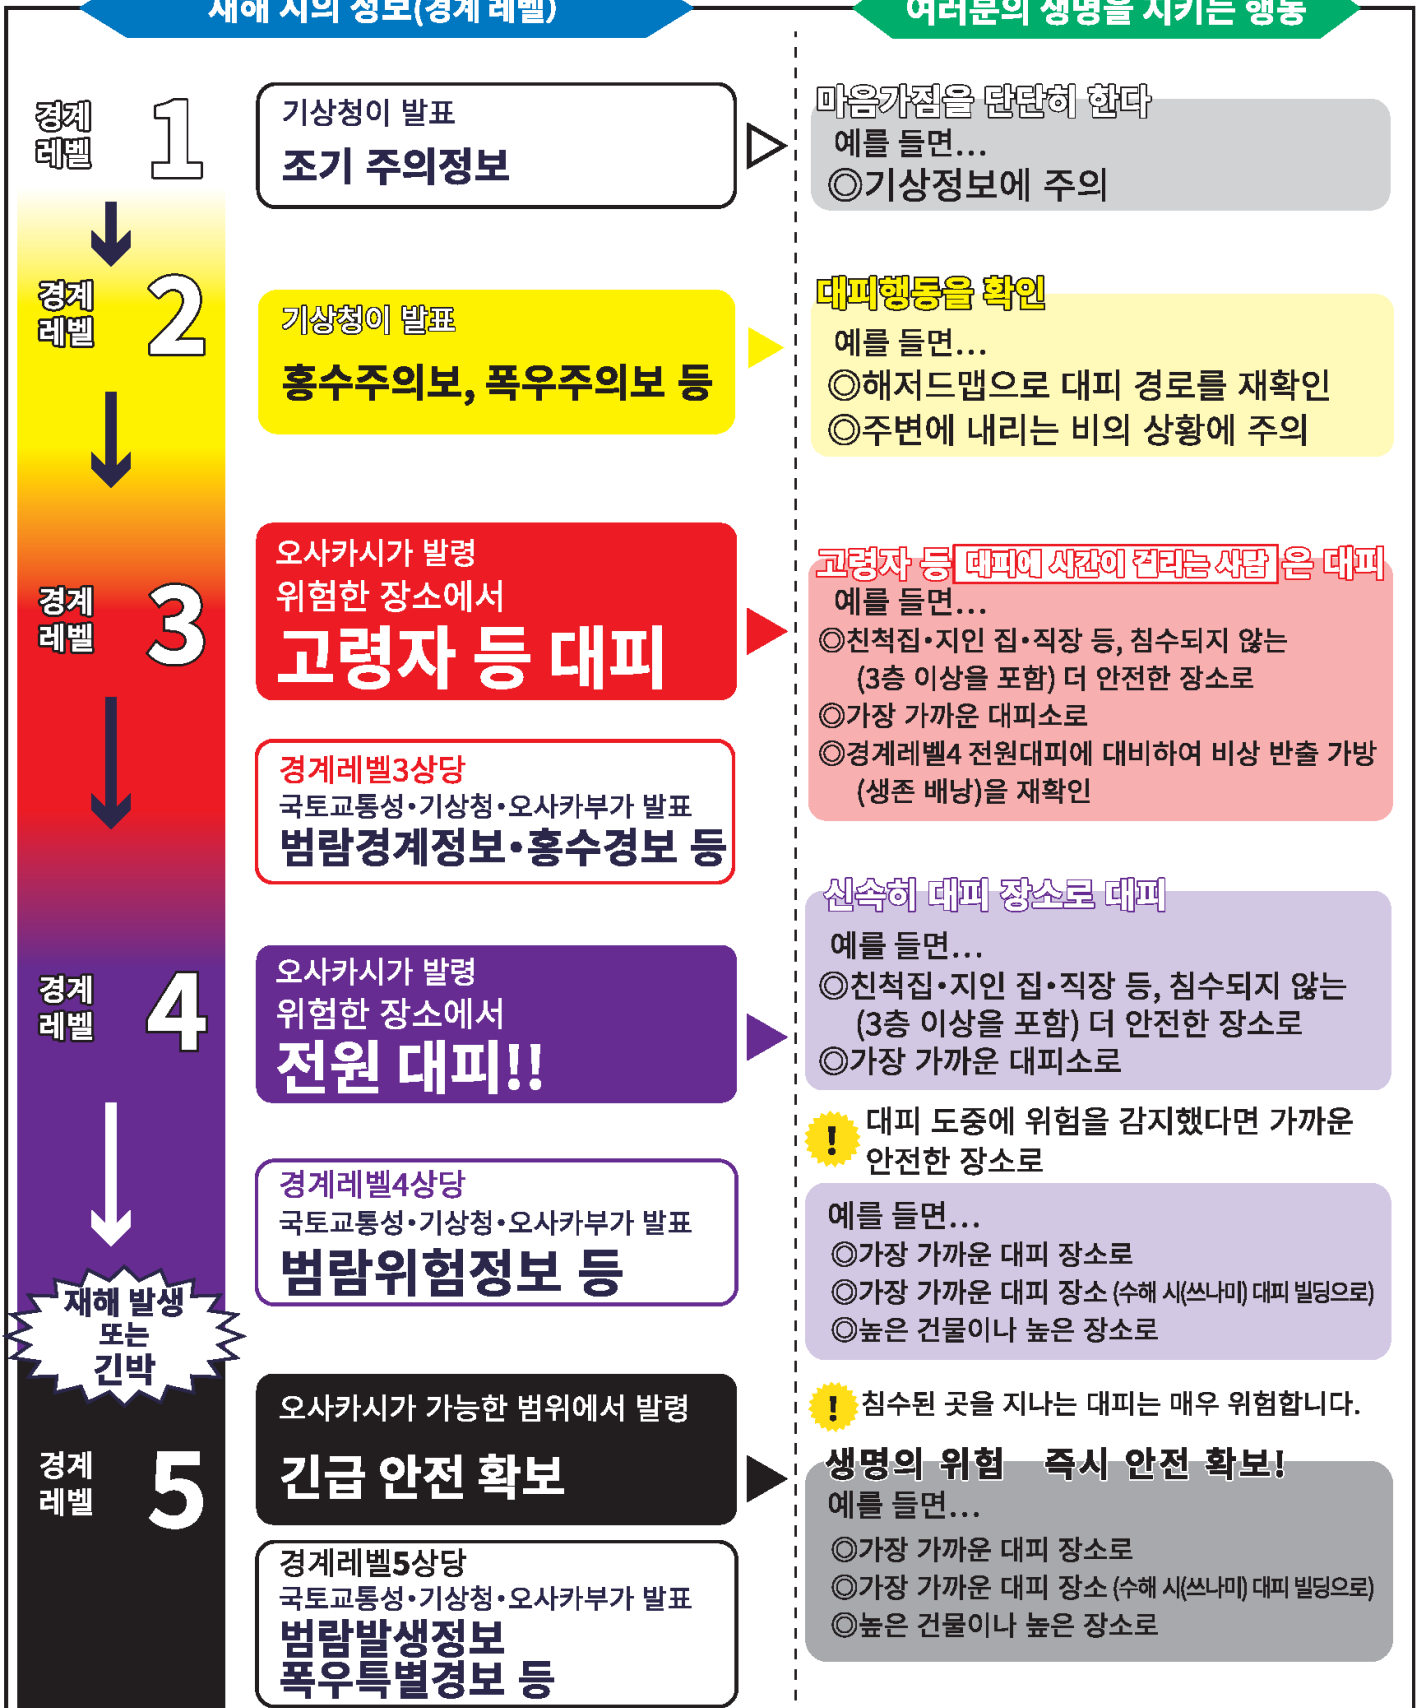 재해 시의 정보(경계 레벨)
여러분의 생명을 지키는 행동
경계
레벨
1
기상청이 발표
조기 주의정보
마음가짐을 단단히 한다
예를 들면…
◎기상정보에 주의
경계
레벨
2
기상청이 발표
홍수주의보, 폭우주의보 등
대피행동을 확인
예를 들면…
◎해저드맵으로 대피 경로를 재확인
◎주변에 내리는 비의 상황에 주의
경계
레벨
3
오사카시가 발령
위험한 장소에서
고령자 등 대피
경계레벨3상당
국토교통성·기상청·오사카부가 발표
범람경계정보·홍수경보 등
고령자 등 대피에 시간이 걸리는 사람 은 대피
예를 들면…
◎친척집·지인 집·직장 등, 침수되지 않는
(3층 이상을 포함) 더 안전한 장소로
◎가장 가까운 대피소로
◎경계레벨4 전원대피에 대비하여 비상 반출 가방
(생존 배낭)을 재확인
경계
레벨
4
오사카시가 발령
위험한 장소에서
전원 대피!!
경계레벨4상당
국토교통성·기상청·오사카부가 발표
범람위험정보 등
신속히 대피 장소로 대피
예를 들면…
◎친척집·지인 집·직장 등, 침수되지 않는
(3층 이상을 포함) 더 안전한 장소로
◎가장 가까운 대피소로
! 대피 도중에 위험을 감지했다면 가까운
안전한 장소로
예를 들면…
◎가장 가까운 대피 장소로
◎가장 가까운 대피 장소 (수해 시(쓰나미) 대피 빌딩으로)
◎높은 건물이나 높은 장소로
재해 발생
또는
긴박
! 침수된 곳을 지나는 대피는 매우 위험합니다.
경계
레벨
5
오사카시가 가능한 범위에서 발령
긴급 안전 확보
경계레벨5상당
국토교통성·기상청·오사카부가 발표
범람발생정보
폭우특별경보 등
생명의 위험 즉시 안전 확보!
예를 들면…
◎가장 가까운 대피 장소로
◎가장 가까운 대피 장소 (수해 시(쓰나미) 대피 빌딩으로)
◎높은 건물이나 높은 장소로